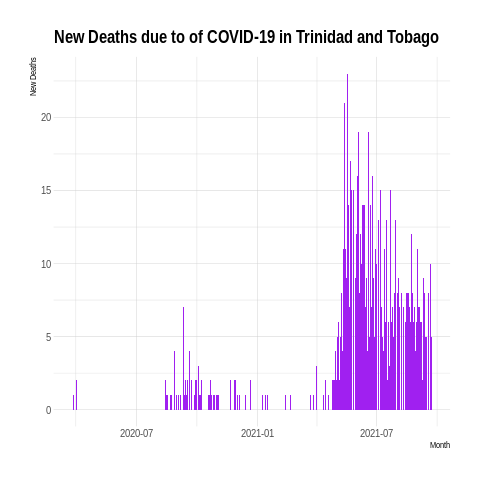 New Deaths due to of COVID-19 in Trinidad and Tobago
New Deaths
20
15
10
5
0
2020-07 2021-01 2021-07
Month